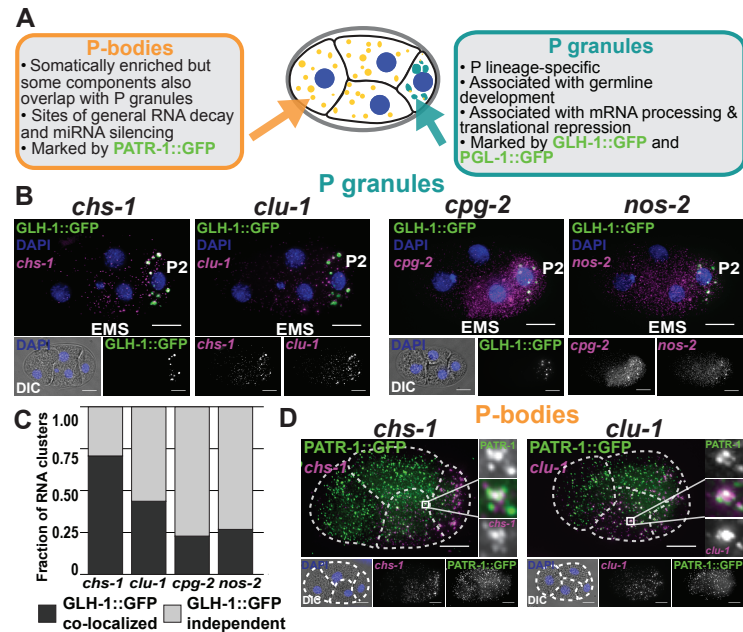 A
P-bodies
• Somatically enriched but
some components also
overlap with P granules
• Sites of general RNA decay
and miRNA silencing
• Marked by PATR-1::GFP
P granules
• P lineage-specific
• Associated with germline
development
• Associated with mRNA processing &
translational repression
• Marked by GLH-1::GFP and
PGL-1::GFP
B
P granules
chs-1
clu-1
cpg-2
nos-2
GLH-1::GFP
DAPI
chs-1
P2
EMS
GLH-1::GFP
DAPI
clu-1
P2
EMS
GLH-1::GFP
DAPI
cpg-2
P2
EMS
GLH-1::GFP
DAPI
nos-2
P2
EMS
DAPI
DIC
GLH-1::GFP
chs-1
clu-1
DAPI
DIC
GLH-1::GFP
cpg-2
nos-2
C
Fraction of RNA clusters
1.00
0.75
0.50
0.25
0
chs-1 clu-1 cpg-2 nos-2
GLH-1::GFP
co-localized
GLH-1::GFP
independent
D
P-bodies
chs-1
clu-1
PATR-1::GFP
chs-1
PATR-1
chs-1
PATR-1::GFP
clu-1
PATR-1
clu-1
DAPI
DIC
chs-1
PATR-1::GFP
DAPI
DIC
clu-1
PATR-1::GFP